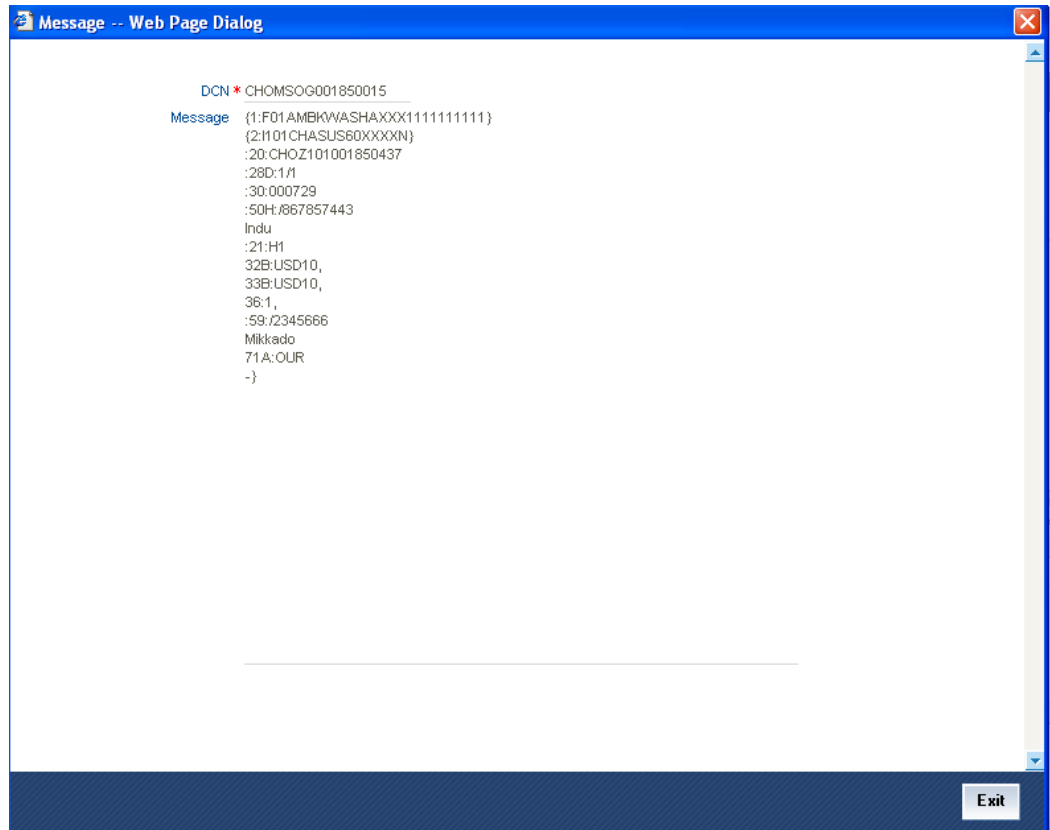 Message -- Web Page Dialog
DCN * CHOMSOG001850015
Message {1:F01AMBKWASHAXXX1111111111}
{2:I101CHASUS60XXXXN}
:20:CHOZ101001850437
:28D:1/1
:30:000729
:50H:/867857443
Indu
:21:H1
32B:USD10,
33B:USD10,
36:1,
:59:/2345666
Mikkado
71A:OUR
-}
Exit